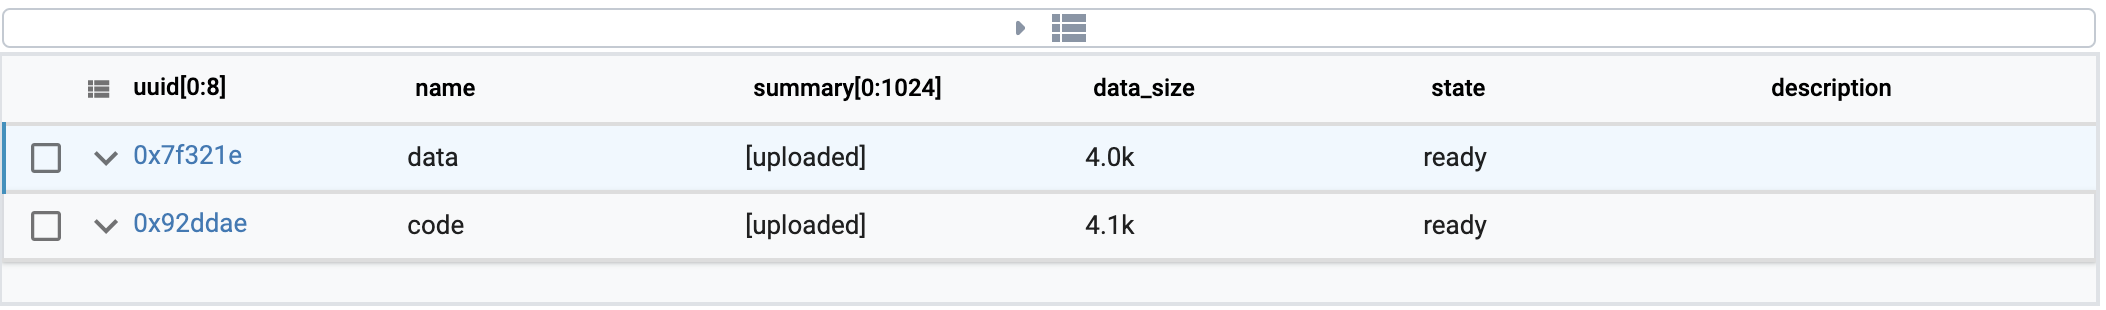 uuid[0:8] name summary[0:1024] data_size state description
0x7f321e data [uploaded] 4.0k ready
0x92ddae code [uploaded] 4.1k ready